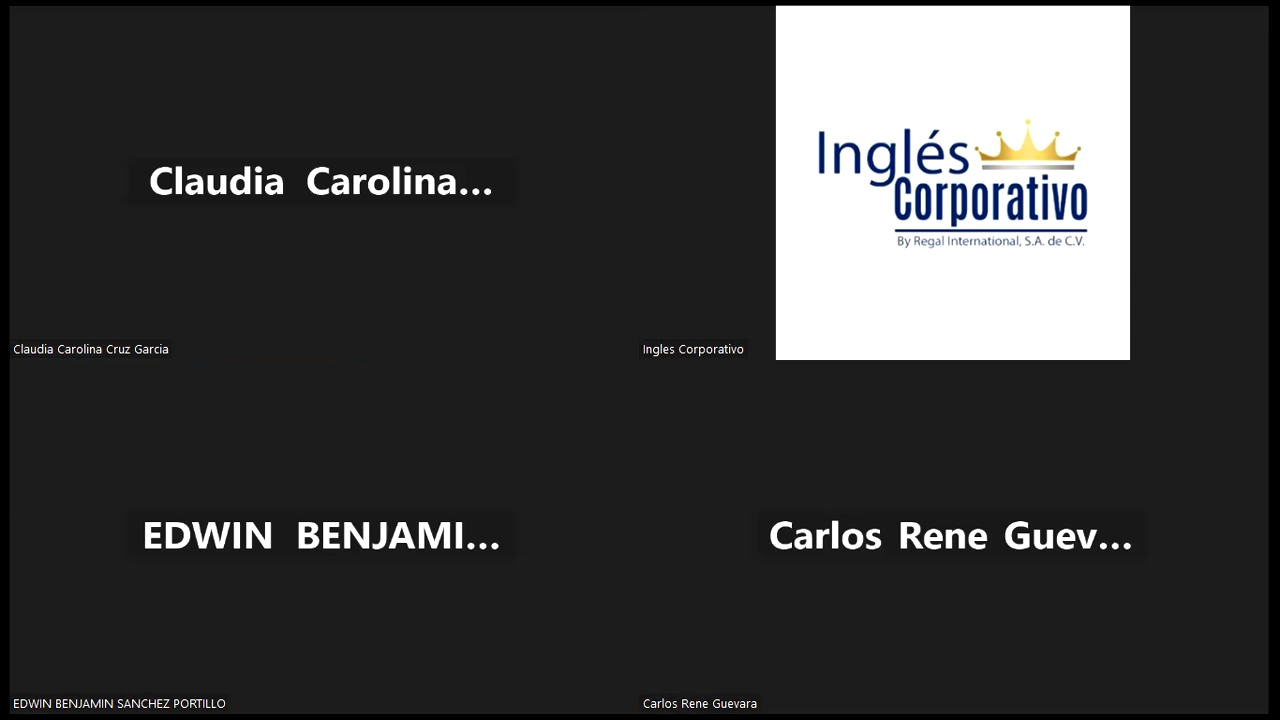 Claudia Carolina...
Claudia Carolina Cruz Garcia
Inglés
Corporativo
By Regal International, S.A. de C.V.
Ingles Corporativo
EDWIN BENJAMI...
EDWIN BENJAMIN SANCHEZ PORTILLO
Carlos Rene Guev...
Carlos Rene Guevara